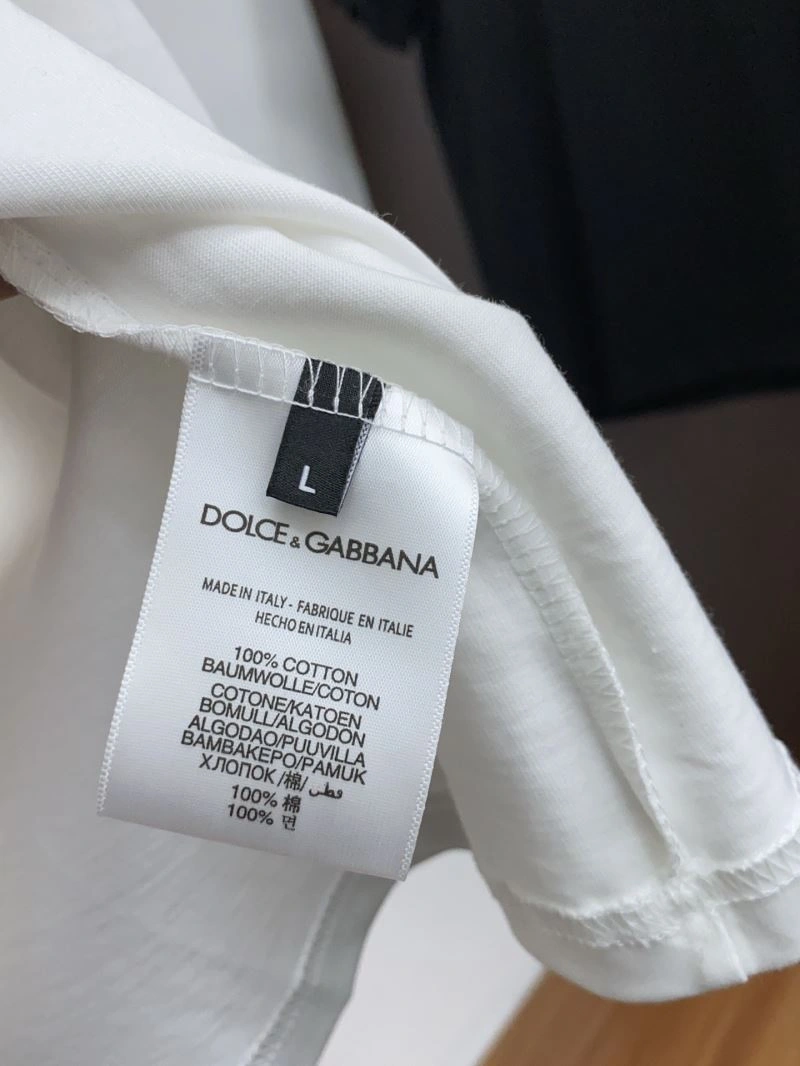 L
DOLCE & GABBANA
MADE IN ITALY - FABRIQUE EN ITALIE
HECHO EN ITALIA
100% COTTON
BAUMWOLLE/COTON
COTONE/KATOEN
BOMULL/ALGODON
ALGODAO/PUUVILLA
ΒΑΜΒΑΚΕΡΟ/PAMUK
ХЛОПОК /棉/ قطن
100% 棉
100% 면